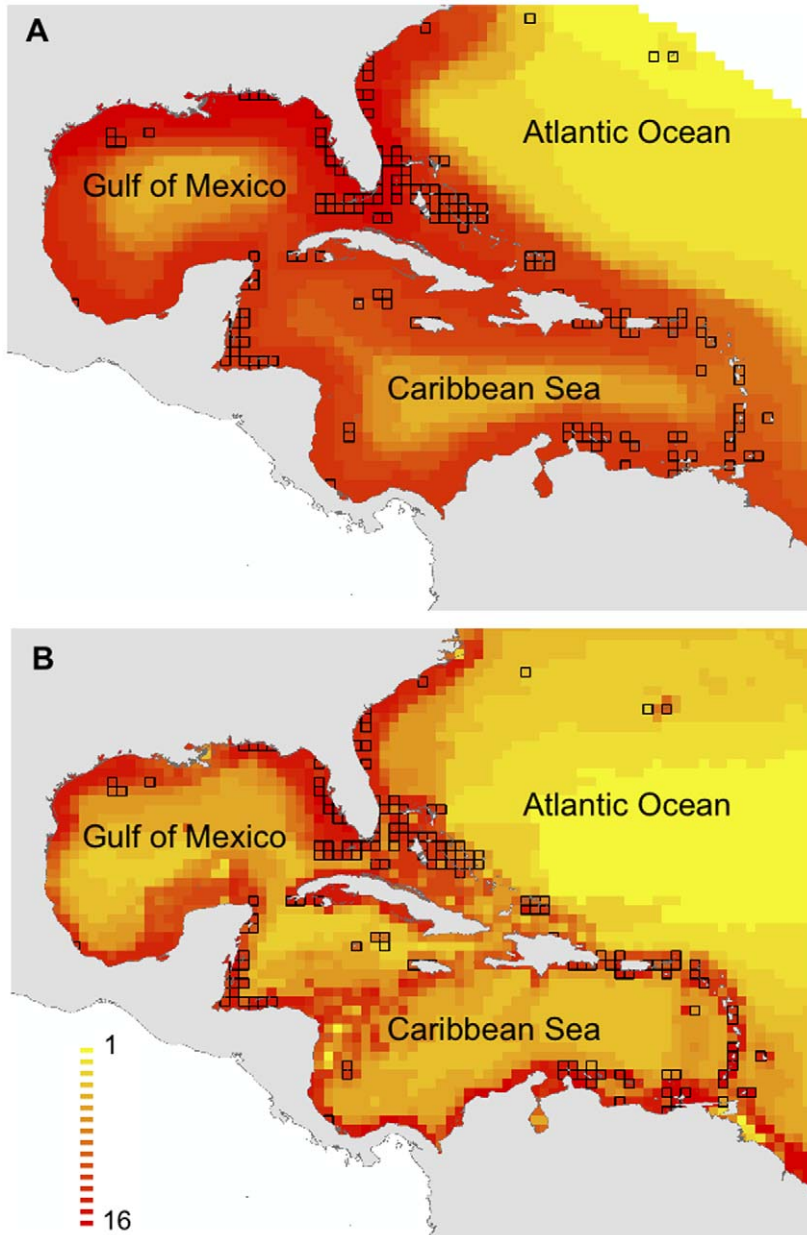 A
Atlantic Ocean
Gulf of Mexico
Caribbean Sea
B
Atlantic Ocean
Gulf of Mexico
Caribbean Sea
1
16